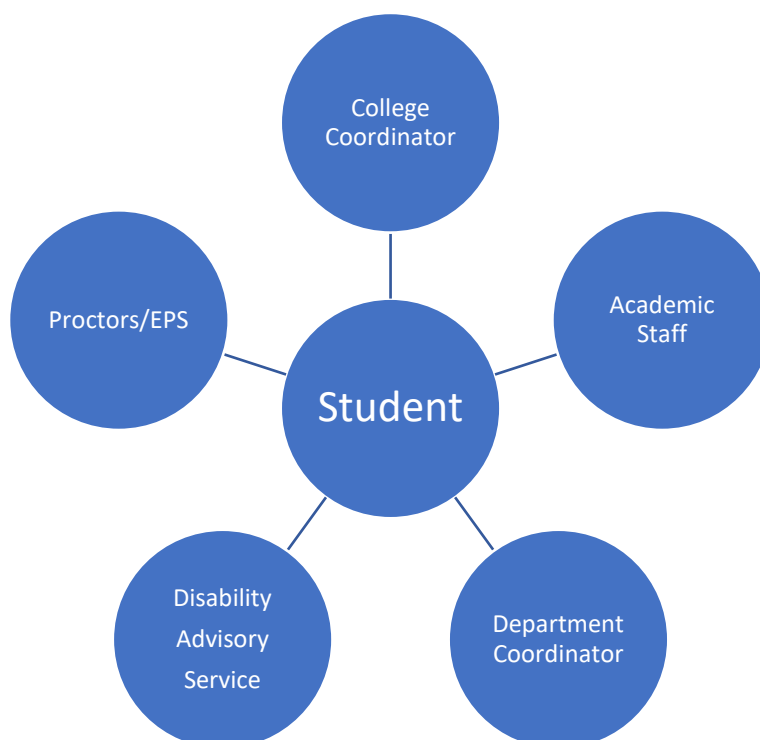 College
Coordinator
Proctors/EPS
Academic
Staff
Student
Disability
Advisory
Service
Department
Coordinator